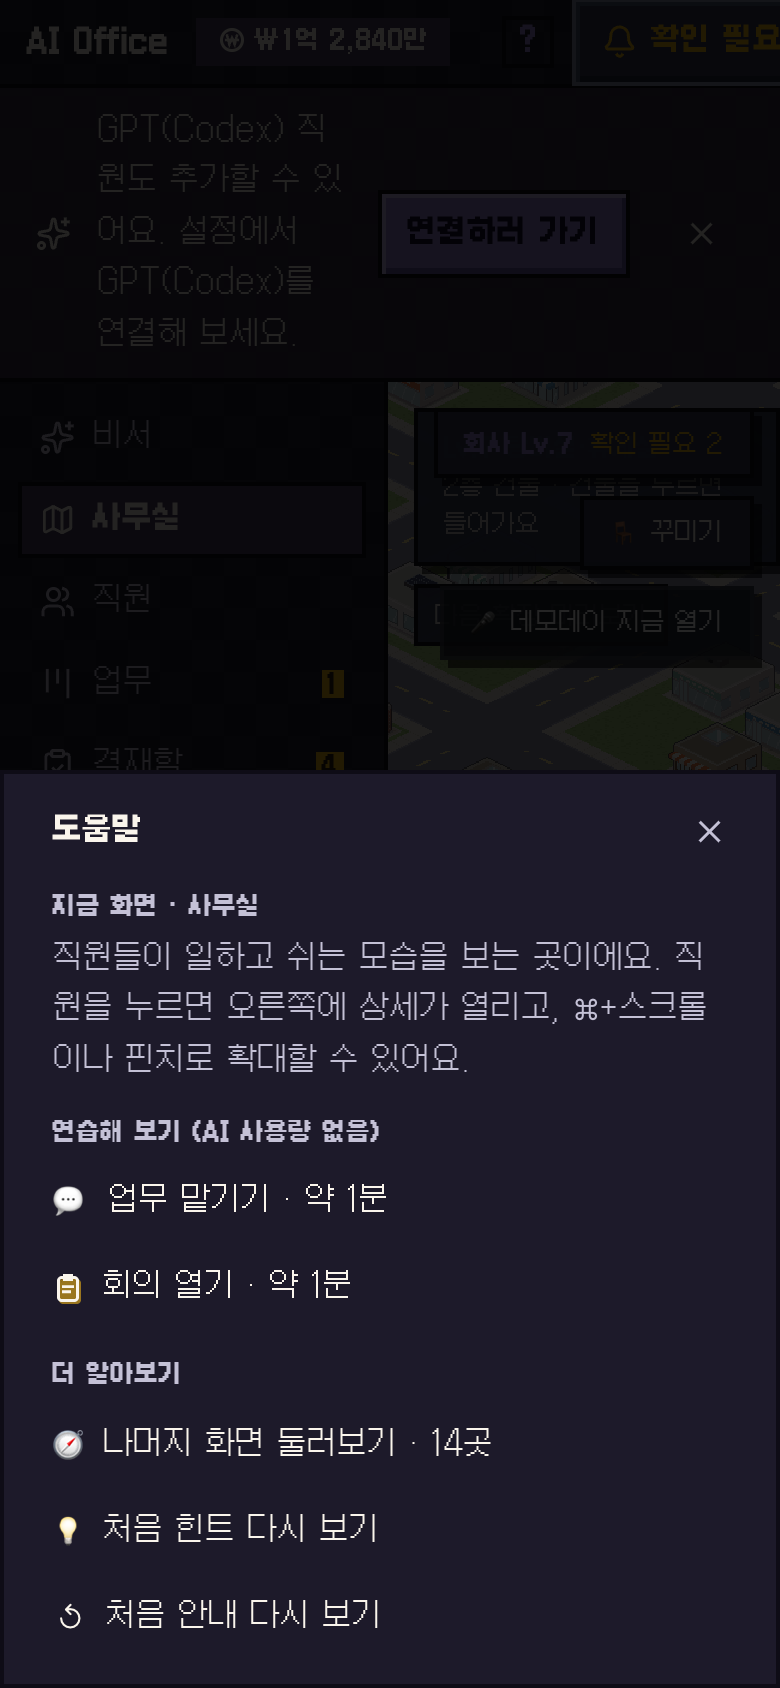 AI Office
₩1억 2,840만
?
확인 필요
GPT(Codex) 직
원도 추가할 수 있
어요. 설정에서
GPT(Codex)를
연결해 보세요.
연결하러 가기
비서
사무실
직원
업무
1
결재함
4
회사 Lv.7 확인 필요 2
2층 건물 · 건물을 누르면
들어가요
꾸미기
데모데이 지금 열기
도움말
지금 화면 · 사무실
직원들이 일하고 쉬는 모습을 보는 곳이에요. 직
원을 누르면 오른쪽에 상세가 열리고, ⌘+스크롤
이나 핀치로 확대할 수 있어요.
연습해 보기 (AI 사용량 없음)
업무 맡기기 · 약 1분
회의 열기 · 약 1분
더 알아보기
나머지 화면 둘러보기 · 14곳
처음 힌트 다시 보기
처음 안내 다시 보기